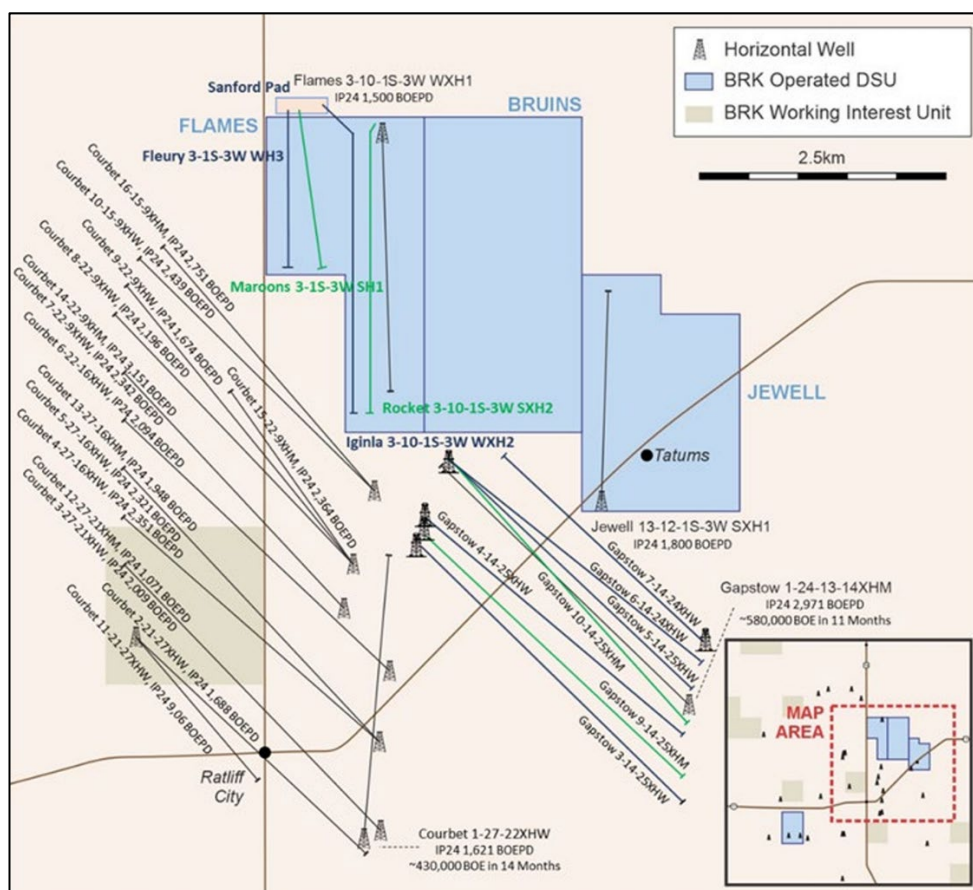 Horizontal Well
BRK Operated DSU
BRK Working Interest Unit
2.5km
Sanford Pad
Flames 3-10-1S-3W WXH1
IP24 1,500 BOEPD
FLAMES
BRUINS
Fleury 3-1S-3W WH3
Maroons 3-1S-3W SH1
Rocket 3-10-1S-3W SXH2
Iginla 3-10-1S-3W WXH2
JEWELL
Tatums
Jewell 13-12-1S-3W SXH1
IP24 1,800 BOEPD
Courbet 16-15-9XHM, IP24 2,751 BOEPD
Courbet 10-15-9XHW, IP24 2,439 BOEPD
Courbet 9-22-9XHW, IP24 1,674 BOEPD
Courbet 8-22-9XHW, IP24 2,196 BOEPD
Courbet 15-22-9XHM, IP24 2,364 BOEPD
Courbet 14-22-9XHM, IP24 3,151 BOEPD
Courbet 7-22-9XHW, IP24 2,342 BOEPD
Courbet 6-22-16XHW, IP24 2,094 BOEPD
Courbet 13-27-16XHM, IP24 1,948 BOEPD
Courbet 5-27-16XHW, IP24 2,321 BOEPD
Courbet 4-27-16XHW, IP24 2,351 BOEPD
Courbet 12-27-21XHM, IP24 1,071 BOEPD
Courbet 3-27-21XHW, IP24 2,009 BOEPD
Courbet 2-21-27XHW, IP24 1,688 BOEPD
Courbet 11-21-27XHW, IP24 9,06 BOEPD
Gapstow 7-14-24XHW
Gapstow 6-14-24XHW
Gapstow 5-14-25XHW
Gapstow 4-14-25XHW
Gapstow 10-14-25XHM
Gapstow 9-14-25XHM
Gapstow 3-14-25XHW
Gapstow 1-24-13-14XHM
IP24 2,971 BOEPD
~580,000 BOE in 11 Months
Ratliff
City
Courbet 1-27-22XHW
IP24 1,621 BOEPD
~430,000 BOE in 14 Months
MAP
AREA